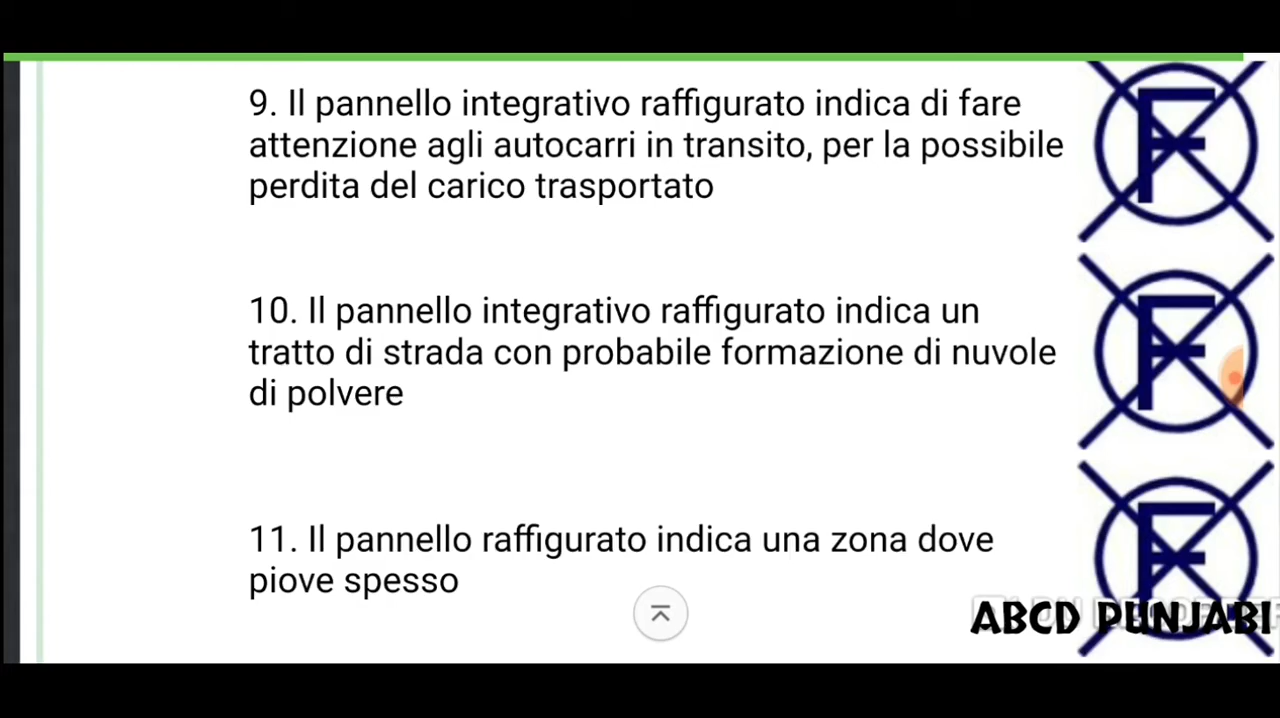 9. Il pannello integrativo raffigurato indica di fare
attenzione agli autocarri in transito, per la possibile
perdita del carico trasportato
F
10. Il pannello integrativo raffigurato indica un
tratto di strada con probabile formazione di nuvole
di polvere
F
11. Il pannello raffigurato indica una zona dove
piove spesso
F
ABCD PUNJABI